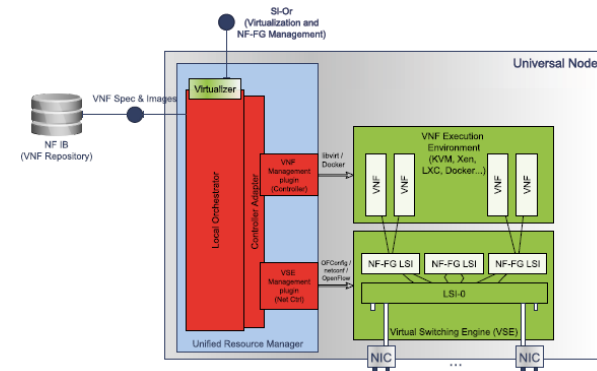 SI-Or
(Virtualization and
NF-FG Management)
Universal Node
Virtualizer
VNF Spec & Images
NF IB
(VNF Repository)
Local Orchestrator
Controller Adapter
VNF
Management
plugin
(Controller)
libvirt /
Docker
VNF Execution
Environment
(KVM, Xen,
LXC, Docker...)
VNF
VNF
VNF
VNF
VSE
Management
plugin
(Net Ctrl)
OFConfig /
netconf /
OpenFlow
NF-FG LSI
NF-FG LSI
NF-FG LSI
LSI-0
Virtual Switching Engine (VSE)
Unified Resource Manager
NIC
...
NIC